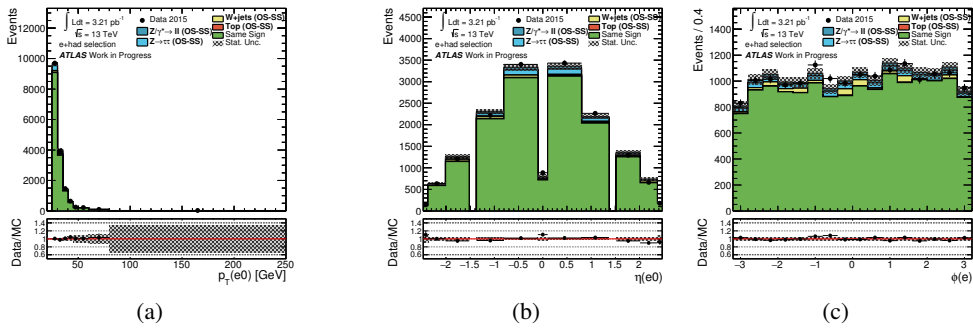 Events
∫ Ldt = 3.21 pb⁻¹
√s = 13 TeV
e+had selection
ATLAS Work in Progress
Data 2015
Z/γ*→ ll (OS-SS)
Z→ττ (OS-SS)
W+jets (OS-SS)
Top (OS-SS)
Same Sign
Stat. Unc.
12000
10000
8000
6000
4000
2000
0
Data/MC
1.4
1.2
1
0.8
0.6
50 100 150 200 250
p_T(e0) [GeV]
(a)
Events
∫ Ldt = 3.21 pb⁻¹
√s = 13 TeV
e+had selection
ATLAS Work in Progress
Data 2015
Z/γ*→ ll (OS-SS)
Z→ττ (OS-SS)
W+jets (OS-SS)
Top (OS-SS)
Same Sign
Stat. Unc.
4500
4000
3500
3000
2500
2000
1500
1000
500
0
Data/MC
1.4
1.2
1
0.8
0.6
-2 -1.5 -1 -0.5 0 0.5 1 1.5 2
η(e0)
(b)
Events / 0.4
∫ Ldt = 3.21 pb⁻¹
√s = 13 TeV
e+had selection
ATLAS Work in Progress
Data 2015
Z/γ*→ ll (OS-SS)
Z→ττ (OS-SS)
W+jets (OS-SS)
Top (OS-SS)
Same Sign
Stat. Unc.
1400
1200
1000
800
600
400
200
0
Data/MC
1.4
1.2
1
0.8
0.6
-3 -2 -1 0 1 2 3
φ(e)
(c)